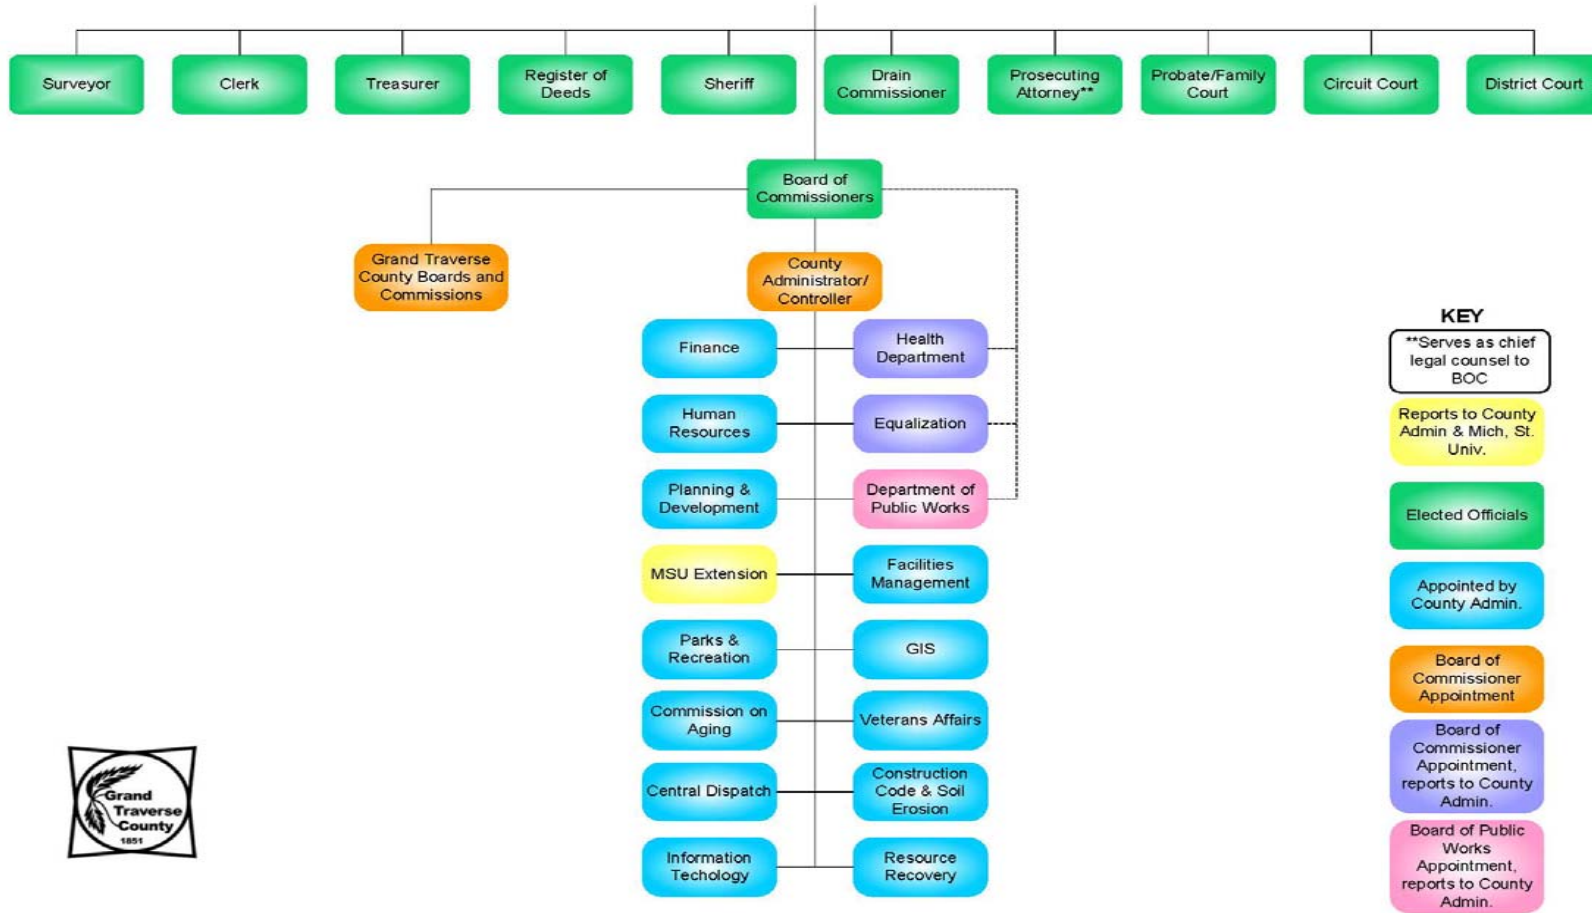 Surveyor
Clerk
Treasurer
Register of
Deeds
Sheriff
Drain
Commissioner
Prosecuting
Attorney**
Probate/Family
Court
Circuit Court
District Court
Board of
Commissioners
Grand Traverse
County Boards and
Commissions
County
Administrator/
Controller
Finance
Health
Department
Human
Resources
Equalization
Planning &
Development
Department of
Public Works
MSU Extension
Facilities
Management
Parks &
Recreation
GIS
Commission on
Aging
Veterans Affairs
Central Dispatch
Construction
Code & Soil
Erosion
Information
Techology
Resource
Recovery
KEY
**Serves as chief
legal counsel to
BOC
Reports to County
Admin & Mich, St.
Univ.
Elected Officials
Appointed by
County Admin.
Board of
Commissioner
Appointment
Board of
Commissioner
Appointment,
reports to County
Admin.
Board of Public
Works
Appointment,
reports to County
Admin.
Grand
Traverse
County
1851